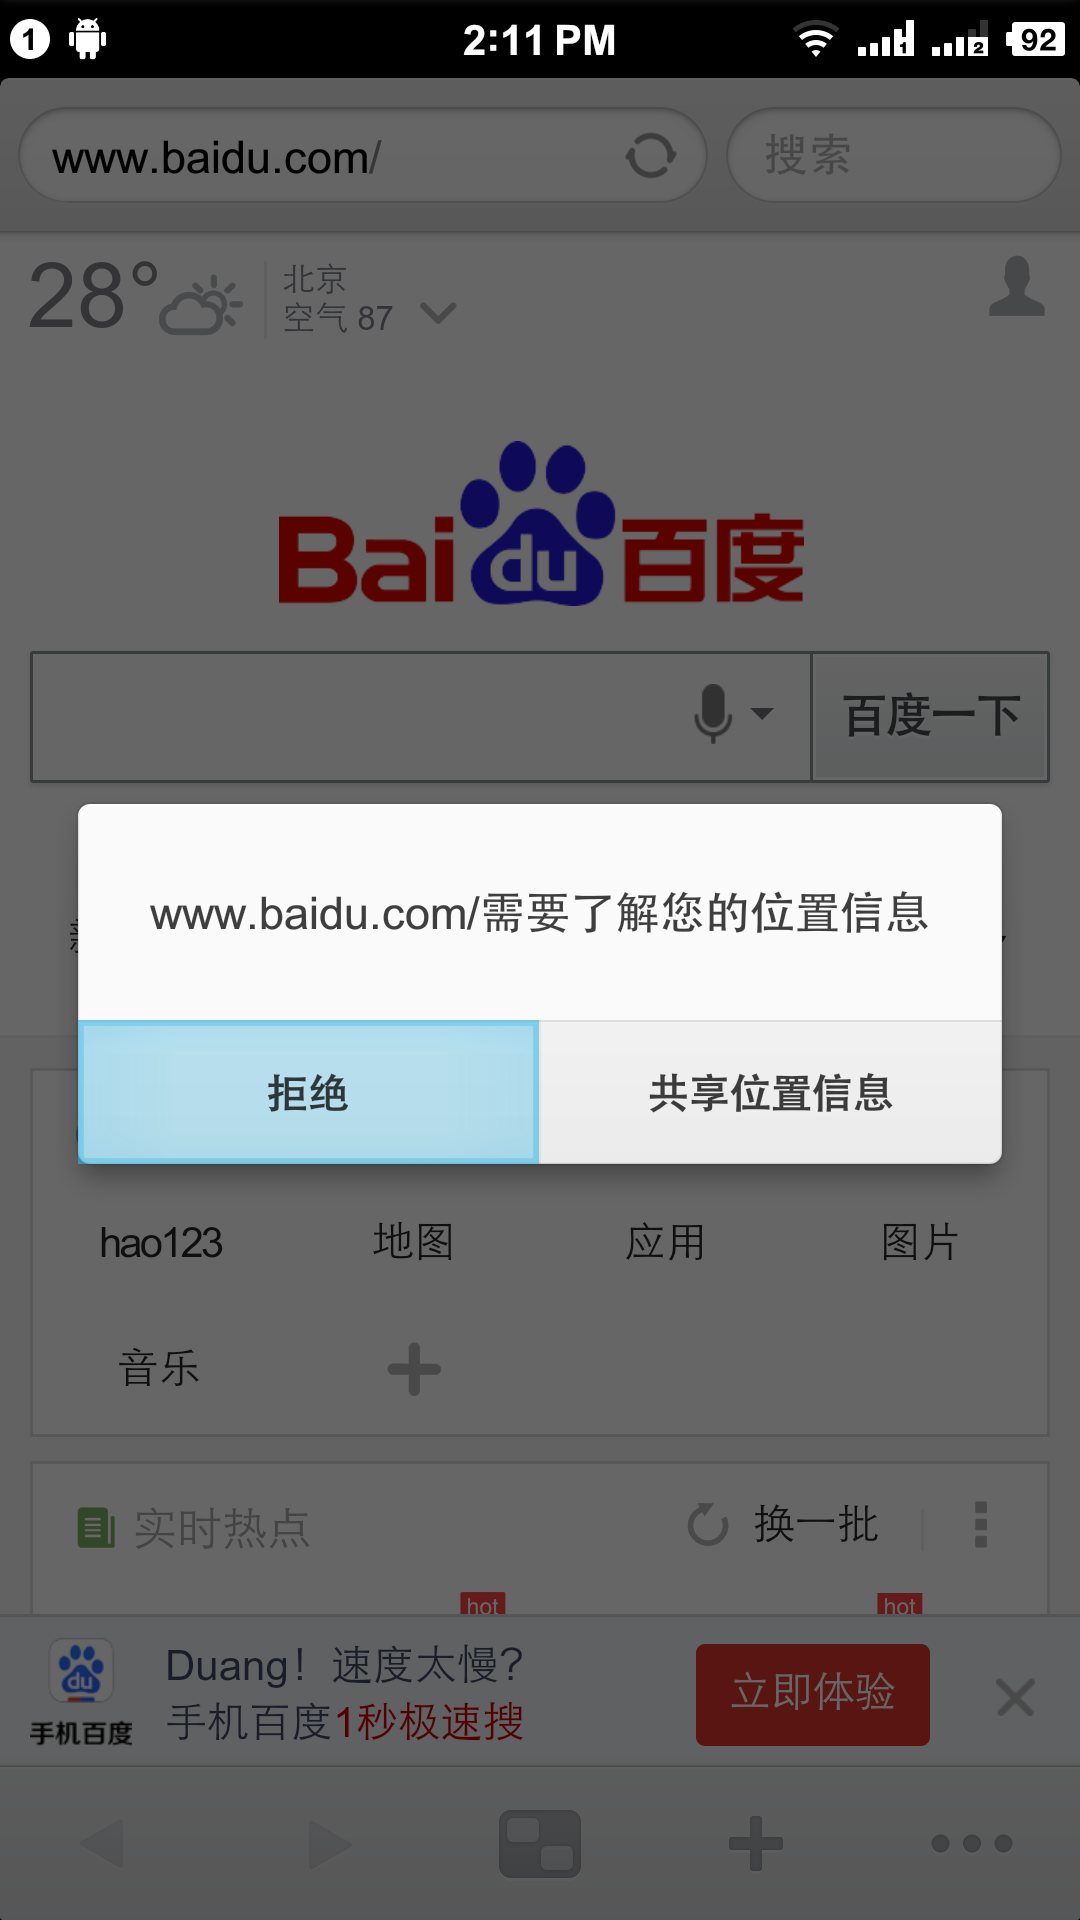 1 2:11 PM 1 2 92
www.baidu.com/ 搜索
28° 北京
空气 87
Bai du 百度
百度一下
www.baidu.com/需要了解您的位置信息
拒绝 共享位置信息
hao123 地图 应用 图片
音乐
实时热点 换一批
hot hot
du Duang！速度太慢？
手机百度 手机百度1秒极速搜
立即体验